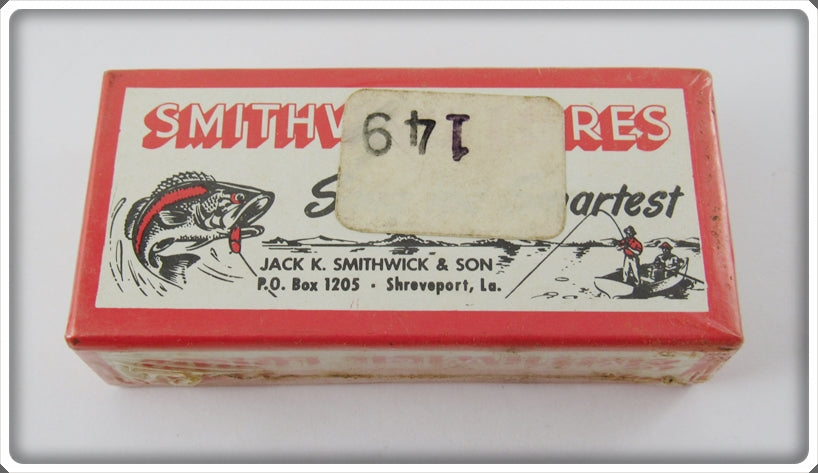 SMITHW RES
149
S artest
JACK K. SMITHWICK & SON
P.O. Box 1205 - Shreveport, La.